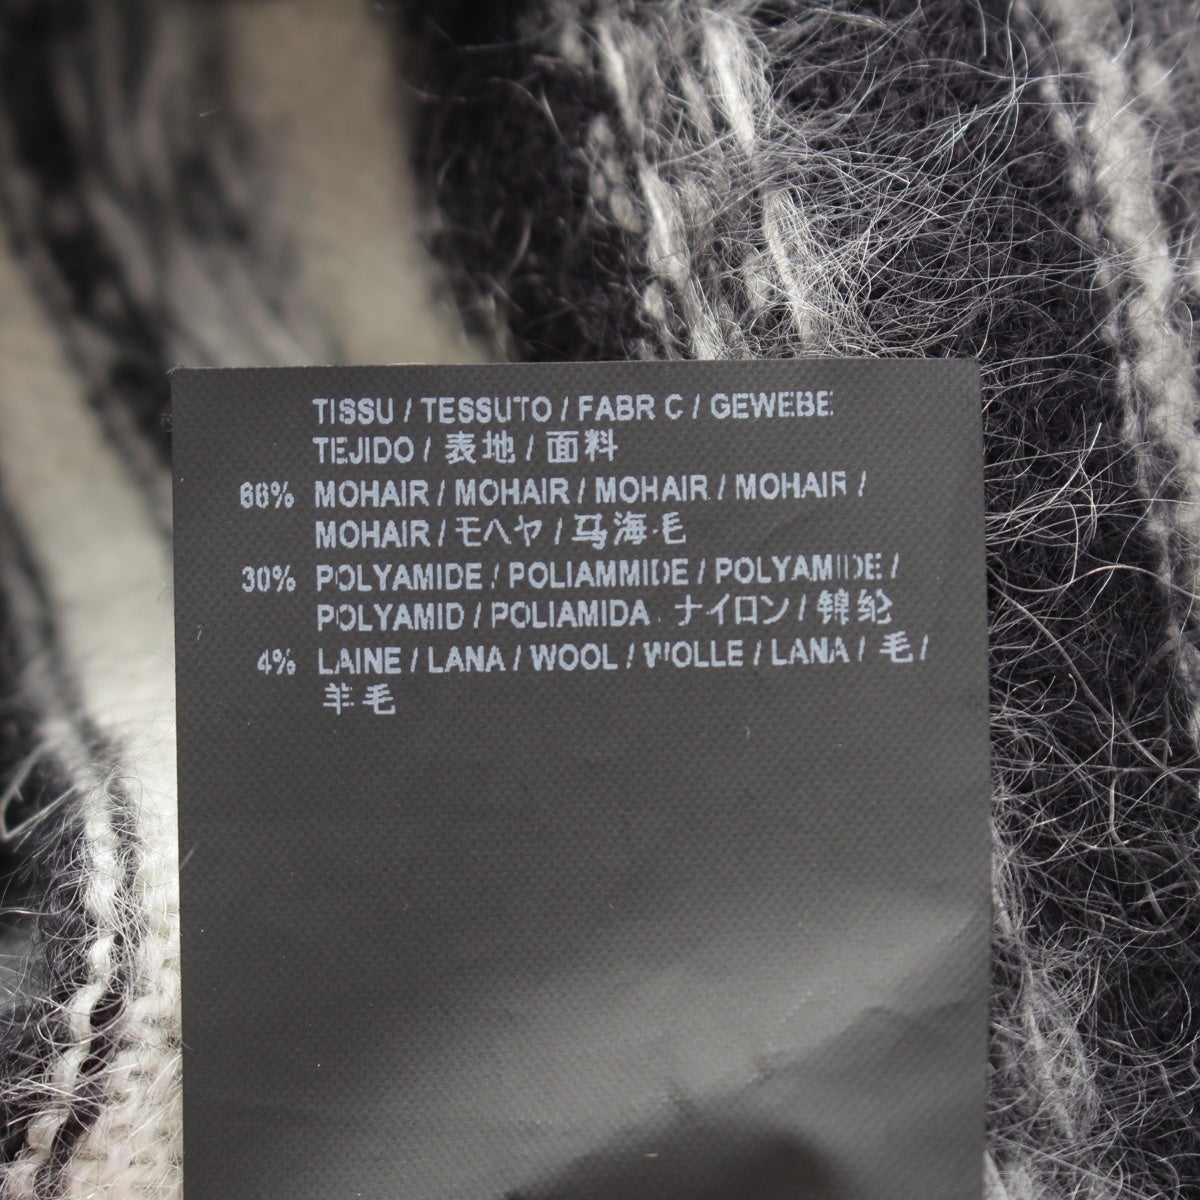 TISSU / TESSUTO / FABRIC / GEWEBE
TEJIDO / 表地 / 面料
66% MOHAIR / MOHAIR / MOHAIR / MOHAIR /
MOHAIR / モヘヤ / 马海毛
30% POLYAMIDE / POLIAMMIDE / POLYAMIDE /
POLYAMID / POLIAMIDA ナイロン / 锦纶
4% LAINE / LANA / WOOL / WOLLE / LANA / 毛 /
羊毛